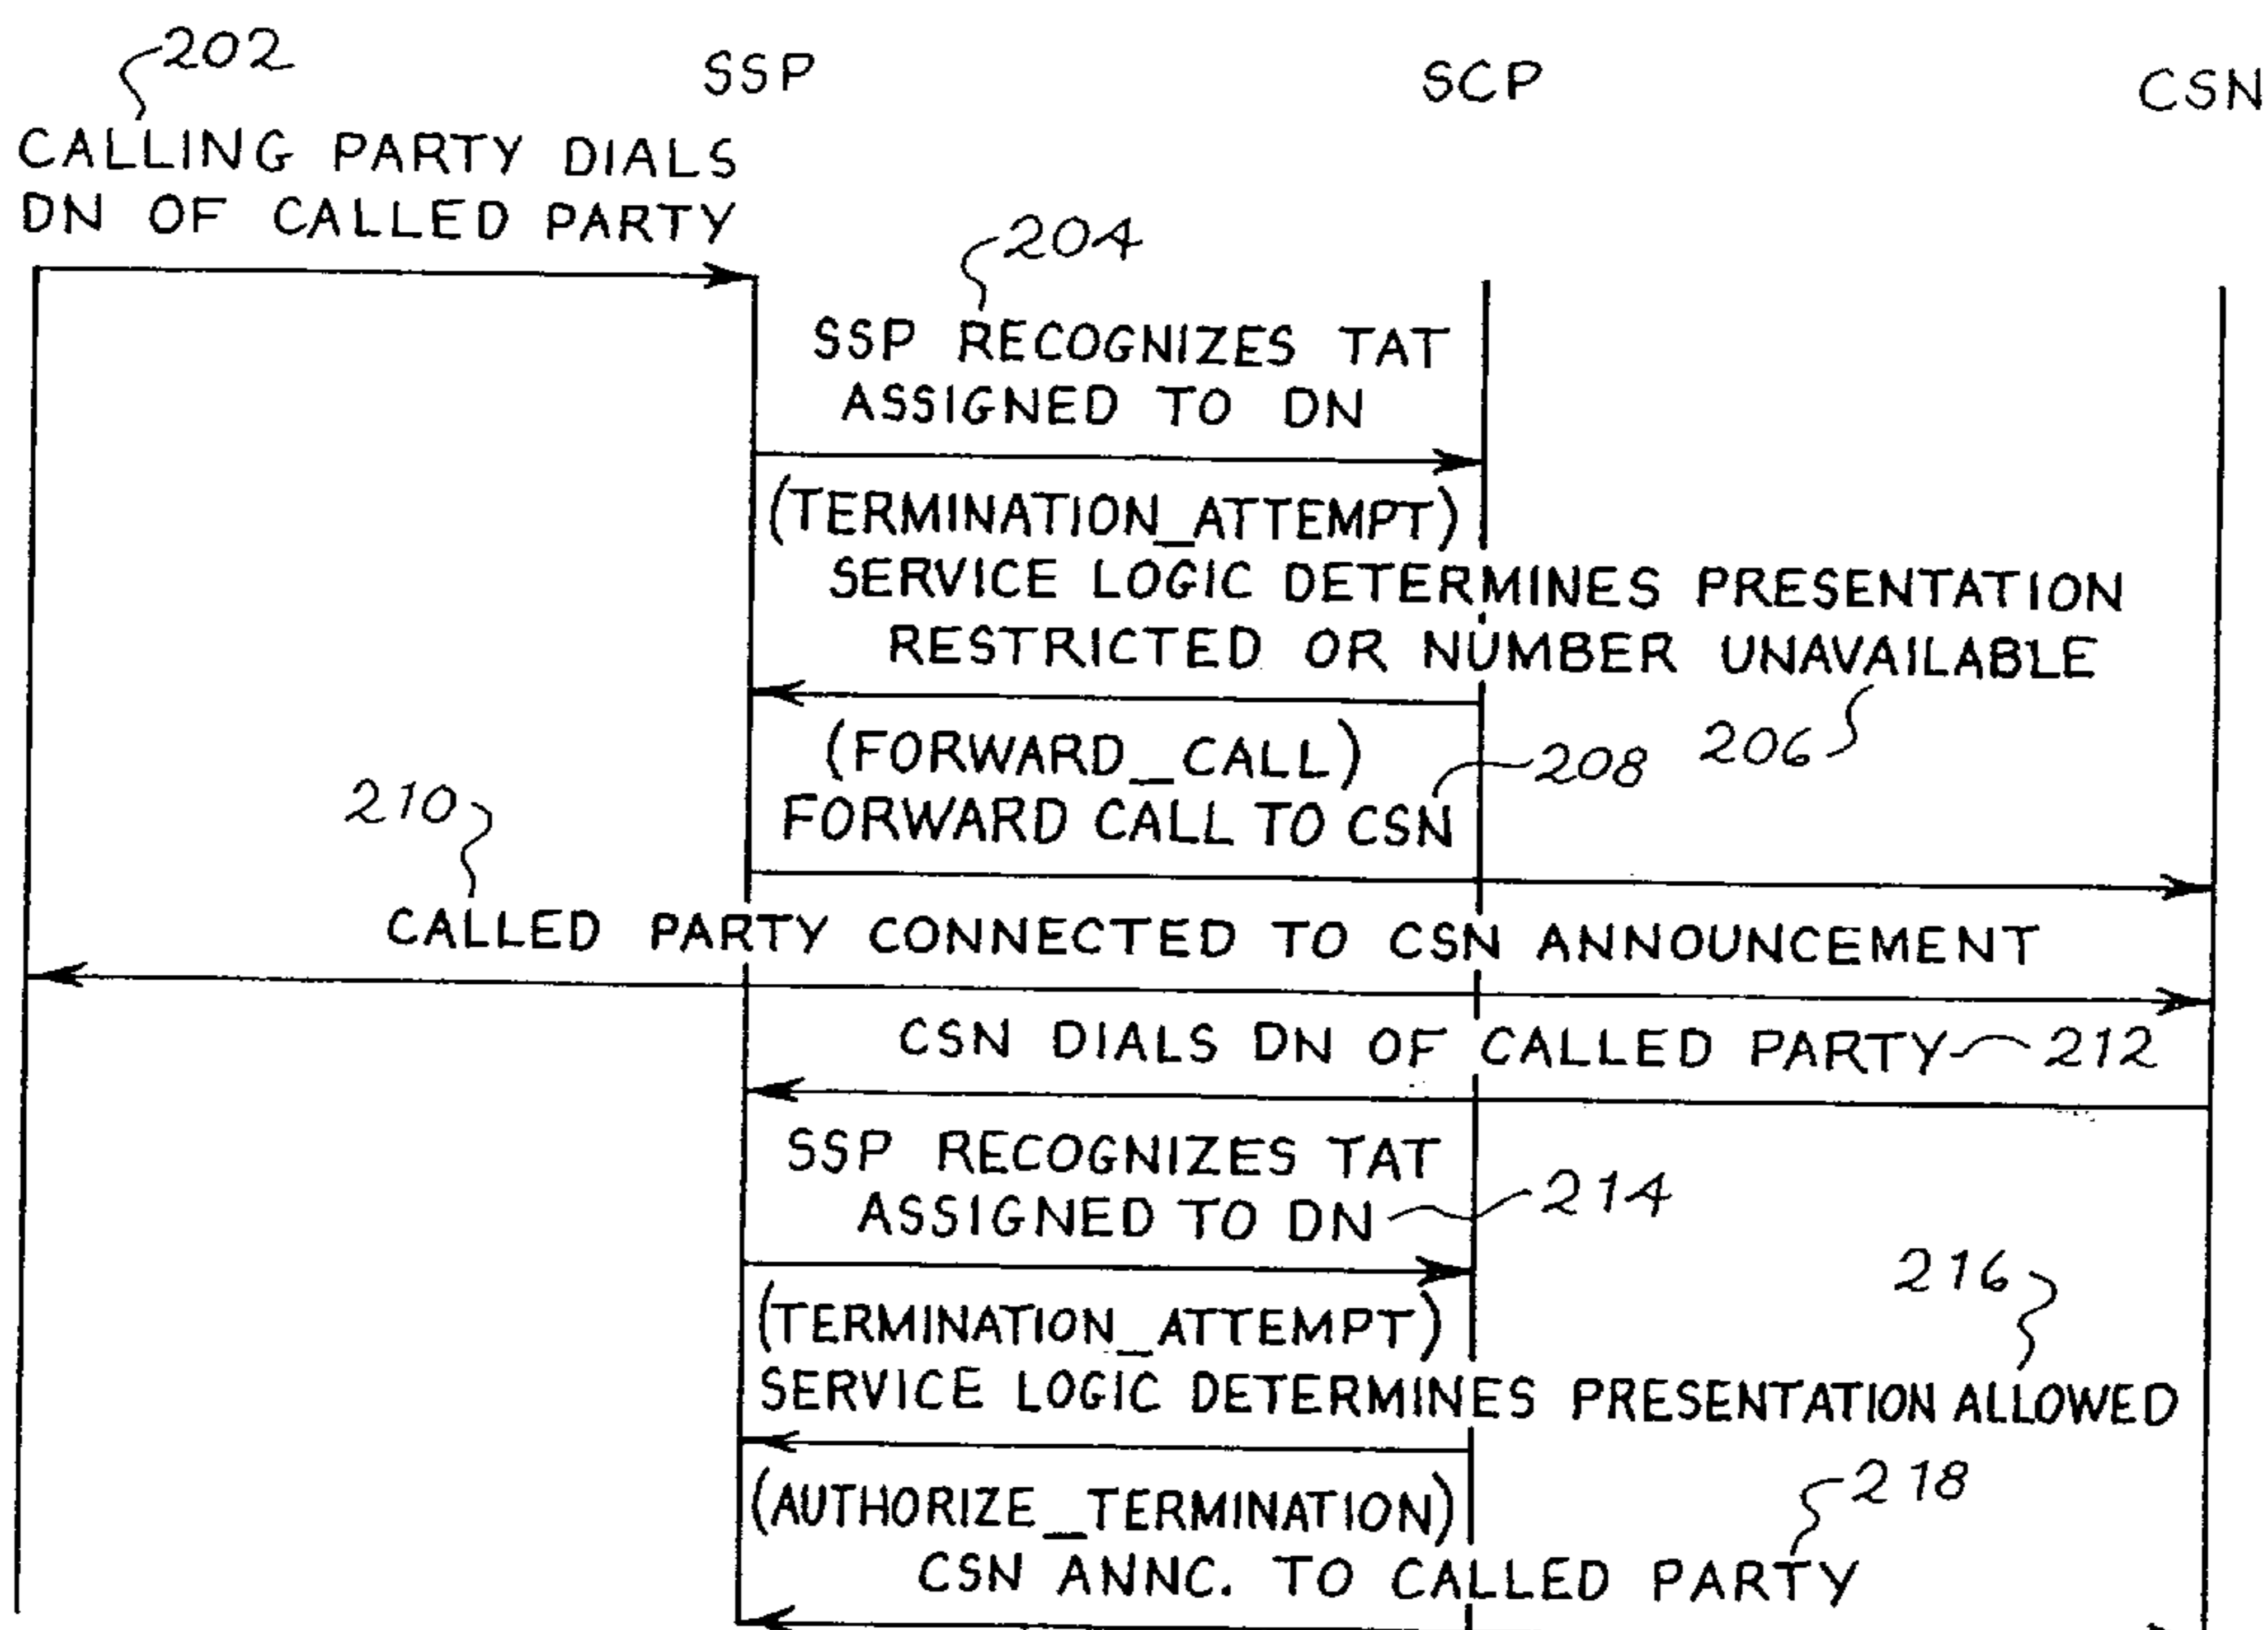 202
SSP
SCP
CSN
CALLING PARTY DIALS
DN OF CALLED PARTY
204
SSP RECOGNIZES TAT
ASSIGNED TO DN
(TERMINATION_ATTEMPT)
SERVICE LOGIC DETERMINES PRESENTATION
RESTRICTED OR NUMBER UNAVAILABLE
206
(FORWARD_CALL)
208
FORWARD CALL TO CSN
210
CALLED PARTY CONNECTED TO CSN ANNOUNCEMENT
CSN DIALS DN OF CALLED PARTY 212
SSP RECOGNIZES TAT
ASSIGNED TO DN 214
216
(TERMINATION_ATTEMPT)
SERVICE LOGIC DETERMINES PRESENTATION ALLOWED
218
(AUTHORIZE_TERMINATION)
CSN ANNC. TO CALLED PARTY